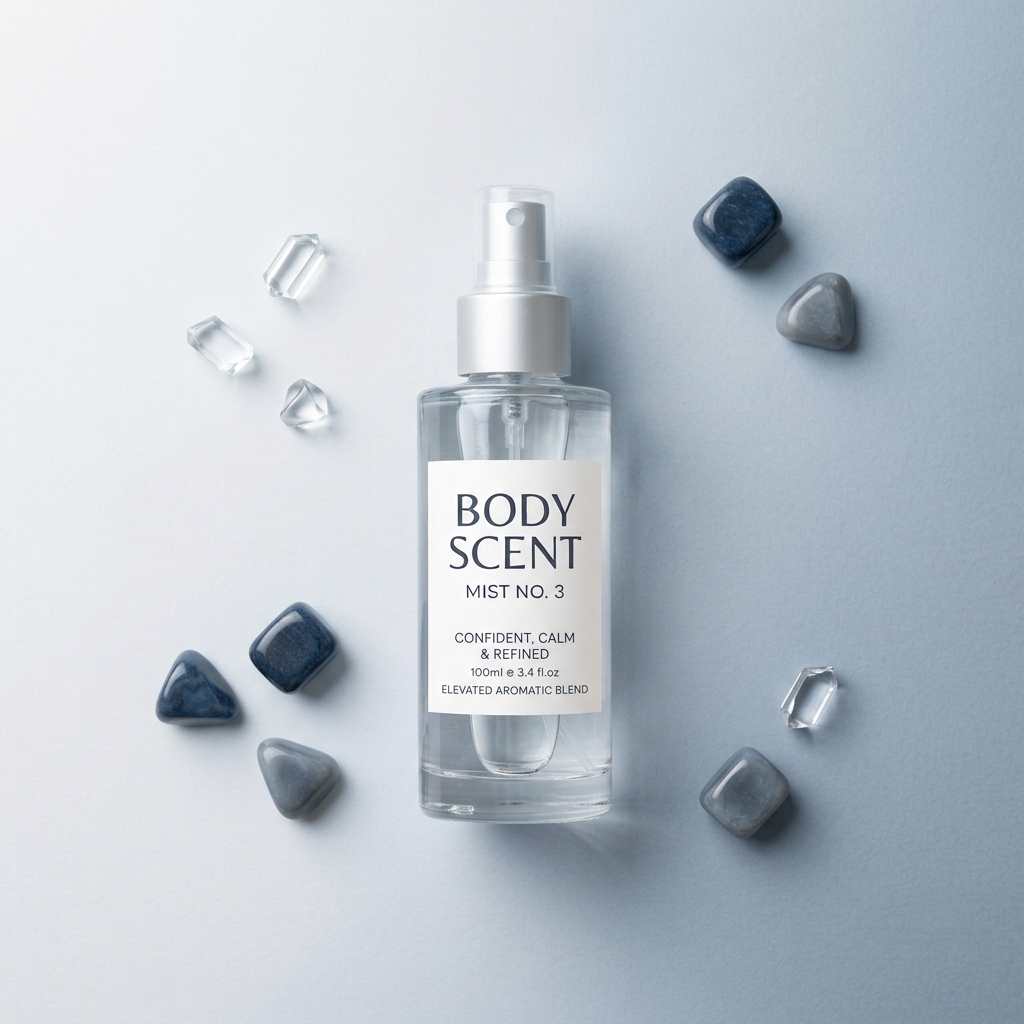 BODY
SCENT
MIST NO. 3
CONFIDENT, CALM
& REFINED
100ml e 3.4 fl.oz
ELEVATED AROMATIC BLEND